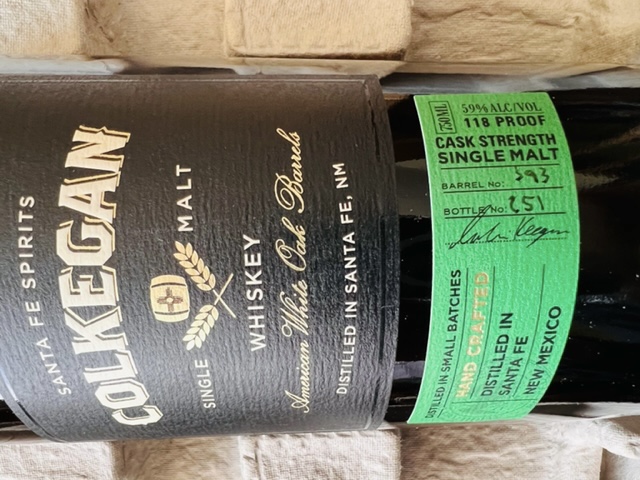 SANTA FE SPIRITS
COLKEGAN
SINGLE MALT
WHISKEY
American White Oak Barrels
DISTILLED IN SANTA FE, NM
750ML
59% ALC/VOL
118 PROOF
CASK STRENGTH
SINGLE MALT
BARREL No: 393
BOTTLE No: 251
DISTILLED IN SMALL BATCHES
HAND CRAFTED
DISTILLED IN
SANTA FE
NEW MEXICO